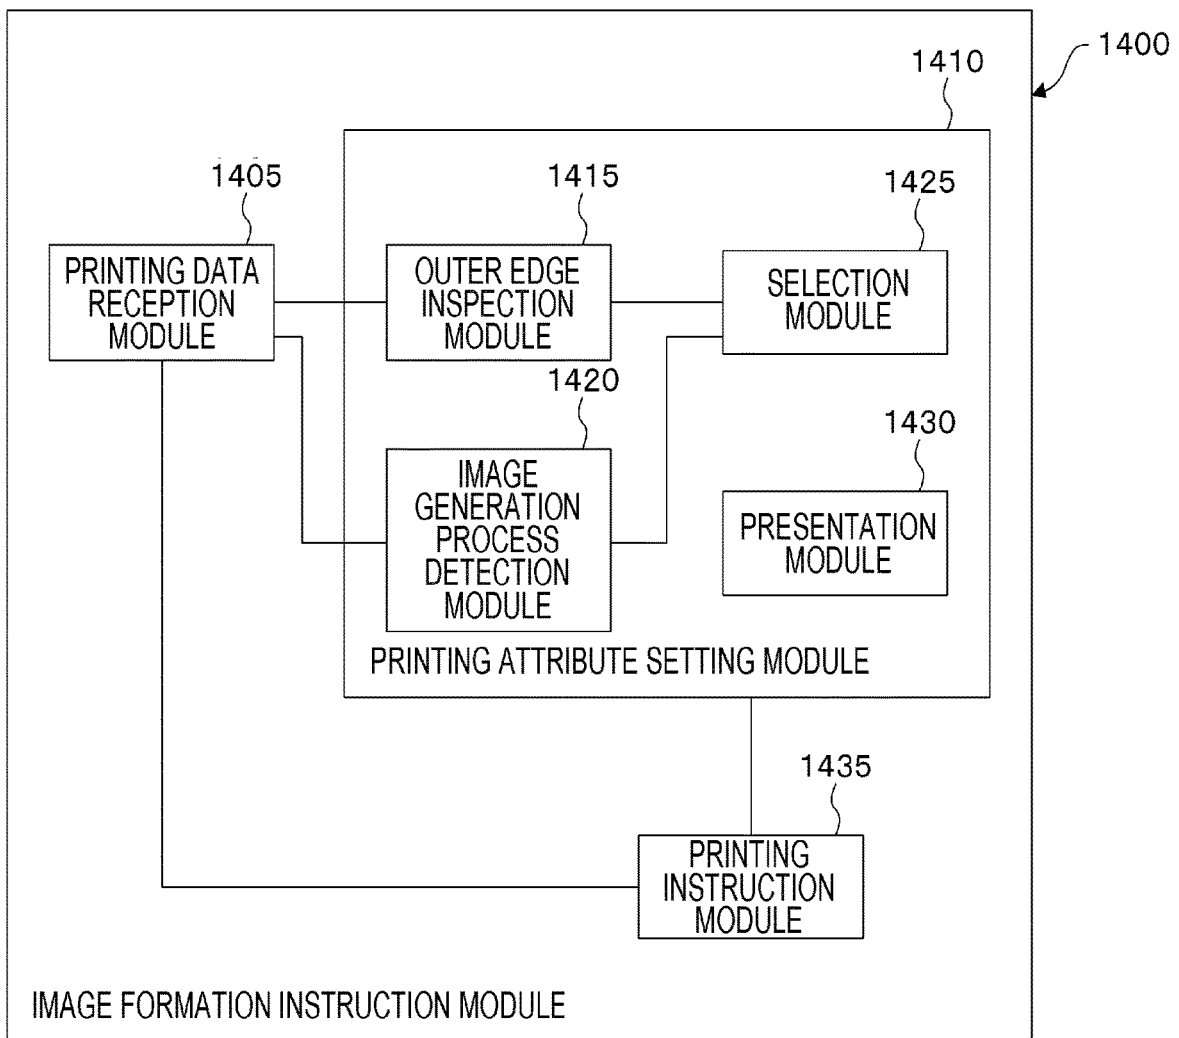 1400
1410
1405
1415
1425
PRINTING DATA
RECEPTION
MODULE
OUTER EDGE
INSPECTION
MODULE
SELECTION
MODULE
1420
1430
IMAGE
GENERATION
PROCESS
DETECTION
MODULE
PRESENTATION
MODULE
PRINTING ATTRIBUTE SETTING MODULE
1435
PRINTING
INSTRUCTION
MODULE
IMAGE FORMATION INSTRUCTION MODULE